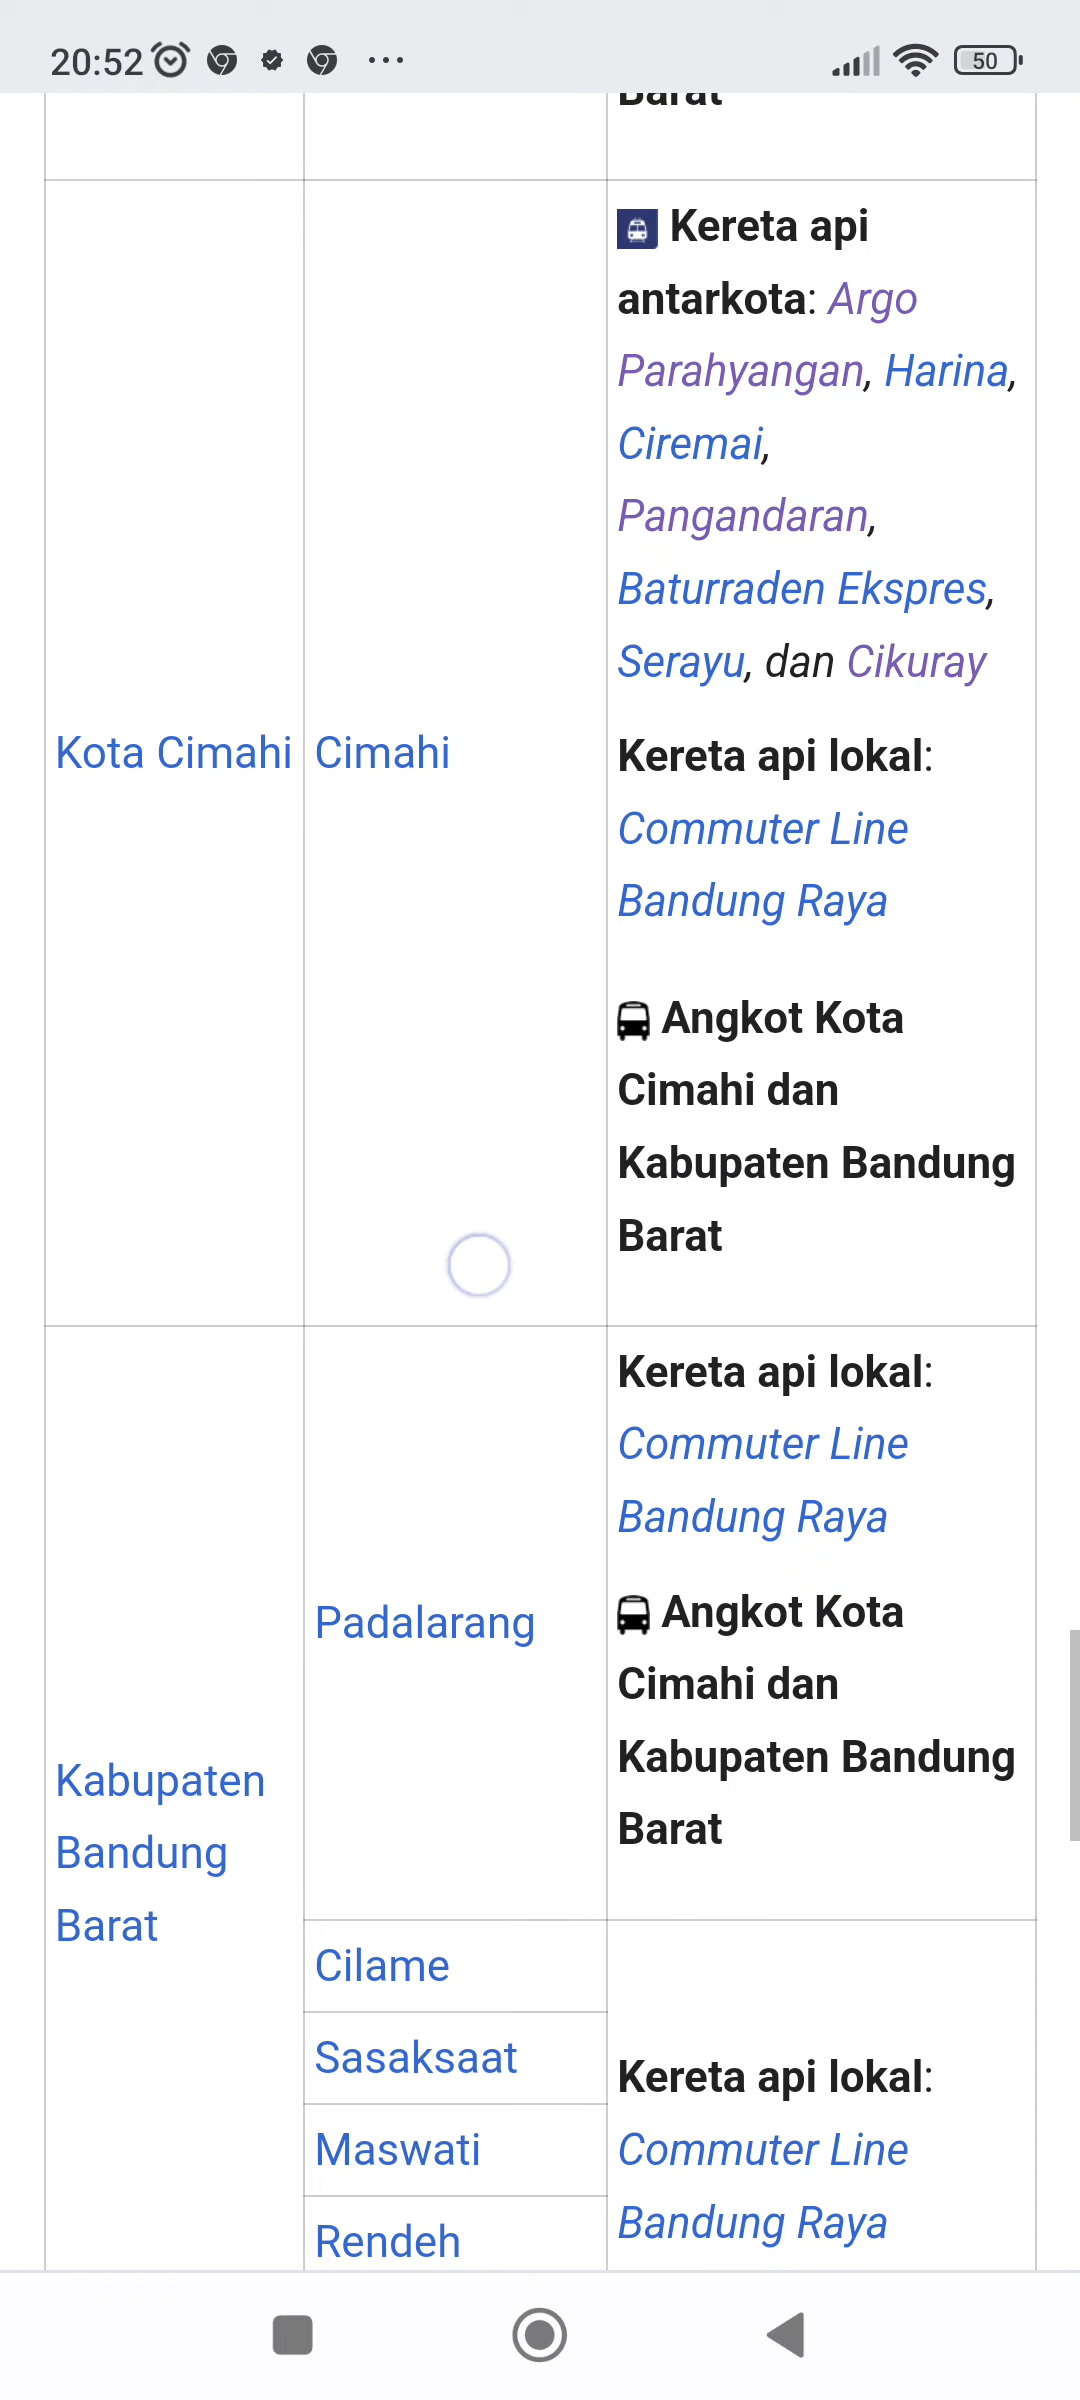 20:52
50
Barat
Kereta api
antarkota: Argo
Parahyangan, Harina,
Ciremai,
Pangandaran,
Baturraden Ekspres,
Serayu, dan Cikuray
Kota Cimahi
Cimahi
Kereta api lokal:
Commuter Line
Bandung Raya
Angkot Kota
Cimahi dan
Kabupaten Bandung
Barat
Kabupaten
Bandung
Barat
Padalarang
Kereta api lokal:
Commuter Line
Bandung Raya
Angkot Kota
Cimahi dan
Kabupaten Bandung
Barat
Cilame
Sasaksaat
Maswati
Rendeh
Kereta api lokal:
Commuter Line
Bandung Raya